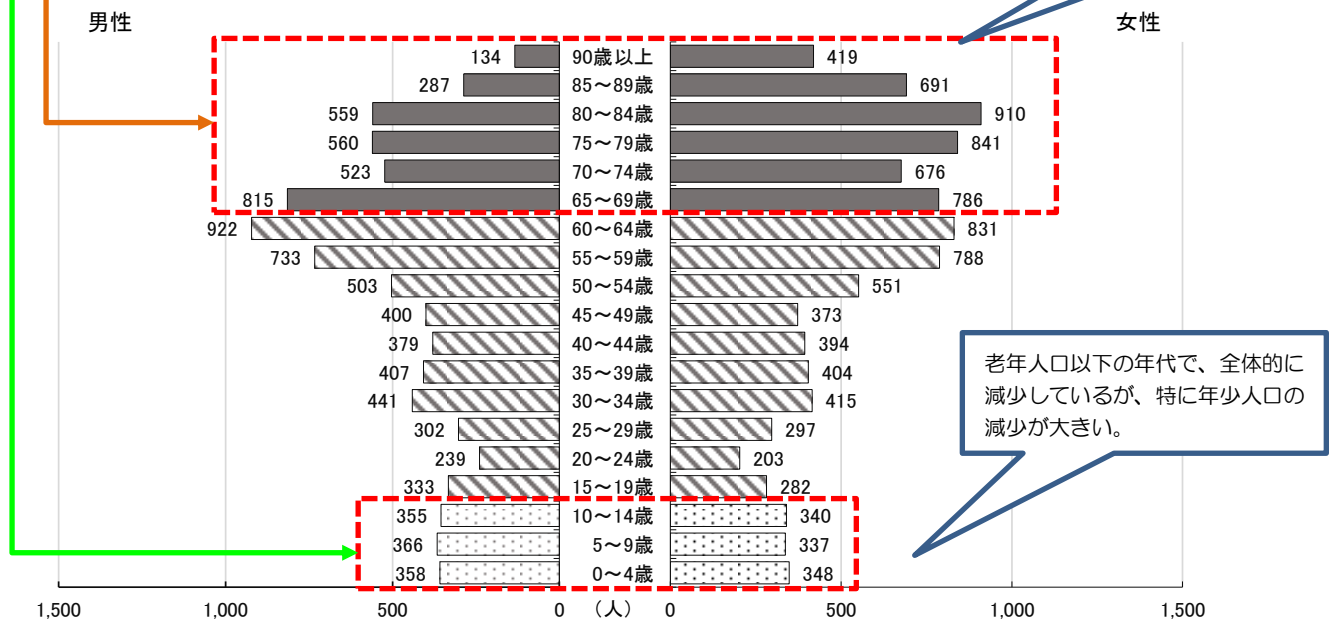 男性 女性
134 90歳以上 419
287 85～89歳 691
559 80～84歳 910
560 75～79歳 841
523 70～74歳 676
815 65～69歳 786
922 60～64歳 831
733 55～59歳 788
503 50～54歳 551
400 45～49歳 373
379 40～44歳 394
407 35～39歳 404
441 30～34歳 415
302 25～29歳 297
239 20～24歳 203
333 15～19歳 282
355 10～14歳 340
366 5～9歳 337
358 0～4歳 348
1,500 1,000 500 0 （人） 0 500 1,000 1,500
老年人口以下の年代で、全体的に
減少しているが、特に年少人口の
減少が大きい。